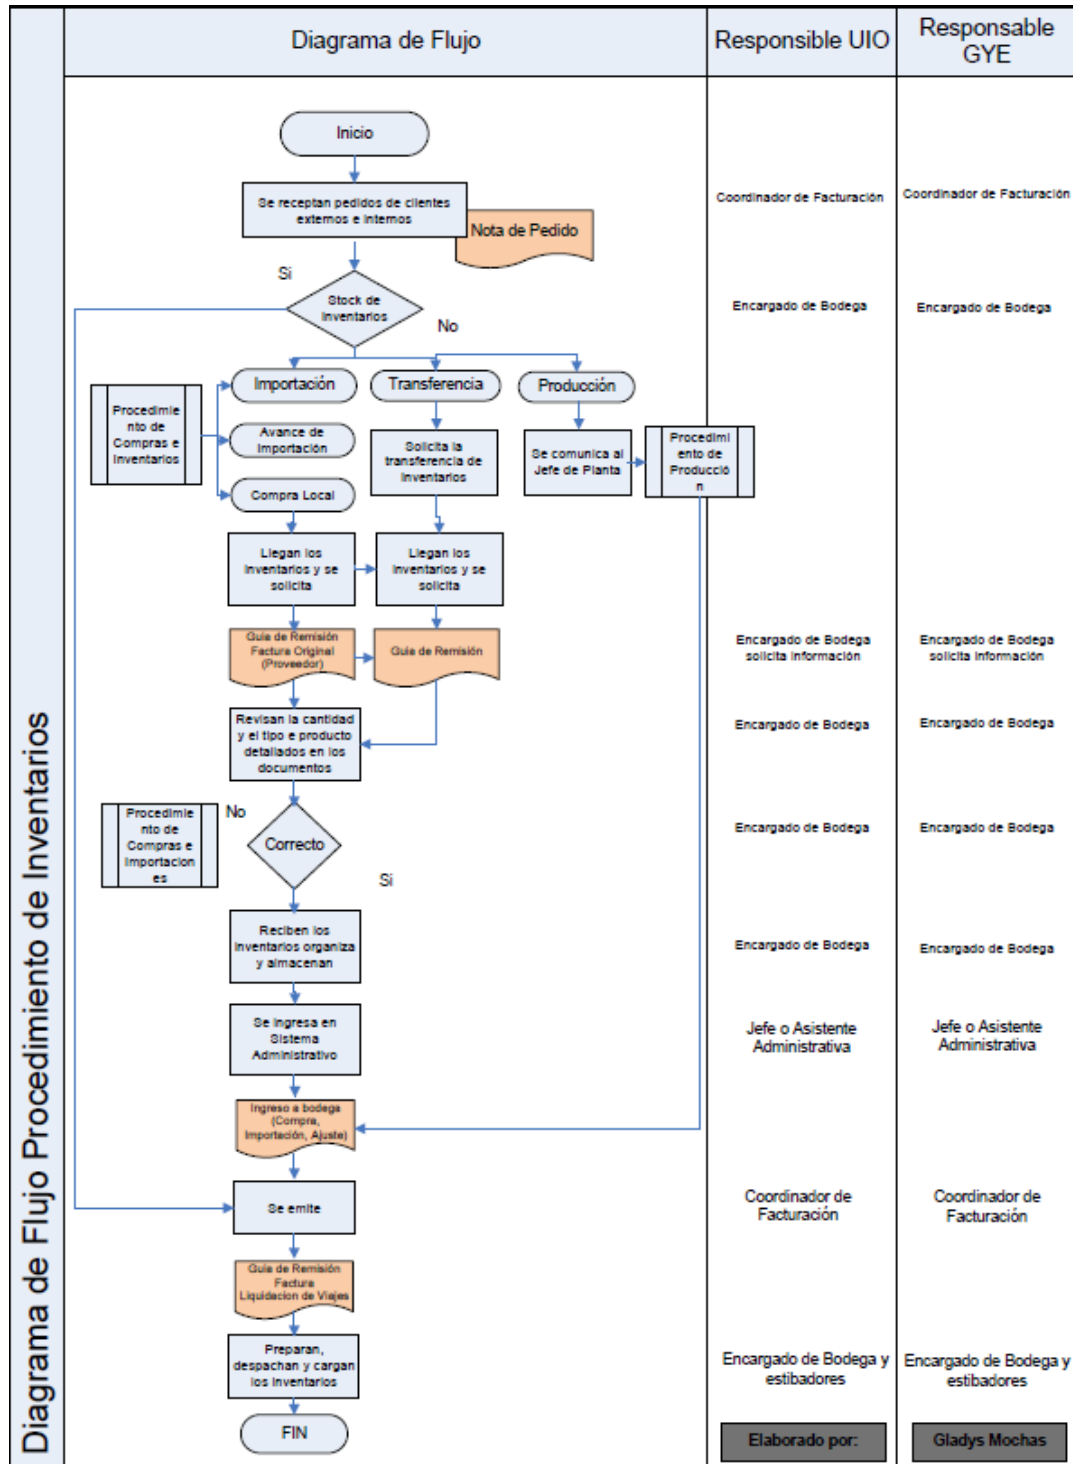 Diagrama de Flujo Procedimiento de Inventarios
Diagrama de Flujo
Responsible UIO
Responsable
GYE
Inicio
Se receptan pedidos de clientes
externos e internos
Nota de Pedido
Coordinador de Facturación
Coordinador de Facturación
Si
Stock de
Inventarios
No
Encargado de Bodega
Encargado de Bodega
Importación
Transferencia
Producción
Procedimie
nto de
Compras e
Inventarios
Avance de
Importación
Compra Local
Solicita la
transferencia de
Inventarios
Se comunica al
Jefe de Planta
Procedimi
ento de
Producció
n
Llegan los
Inventarios y se
solicita
Llegan los
Inventarios y se
solicita
Guia de Remisión
Factura Original
(Proveedor)
Guia de Remisión
Encargado de Bodega
solicita Información
Encargado de Bodega
solicita Información
Revisan la cantidad
y el tipo e producto
detallados en los
documentos
Encargado de Bodega
Encargado de Bodega
Procedimie
nto de
Compras e
Importacion
es
No
Correcto
Si
Encargado de Bodega
Encargado de Bodega
Reciben los
Inventarios organiza
y almacenan
Encargado de Bodega
Encargado de Bodega
Se Ingresa en
Sistema
Administrativo
Jefe o Asistente
Administrativa
Jefe o Asistente
Administrativa
Ingreso a bodega
(Compra,
Importación, Ajuste)
Se emite
Coordinador de
Facturación
Coordinador de
Facturación
Guia de Remisión
Factura
Liquidacion de Viajes
Preparan,
despachan y cargan
los Inventarios
Encargado de Bodega y
estibadores
Encargado de Bodega y
estibadores
FIN
Elaborado por:
Gladys Mochas